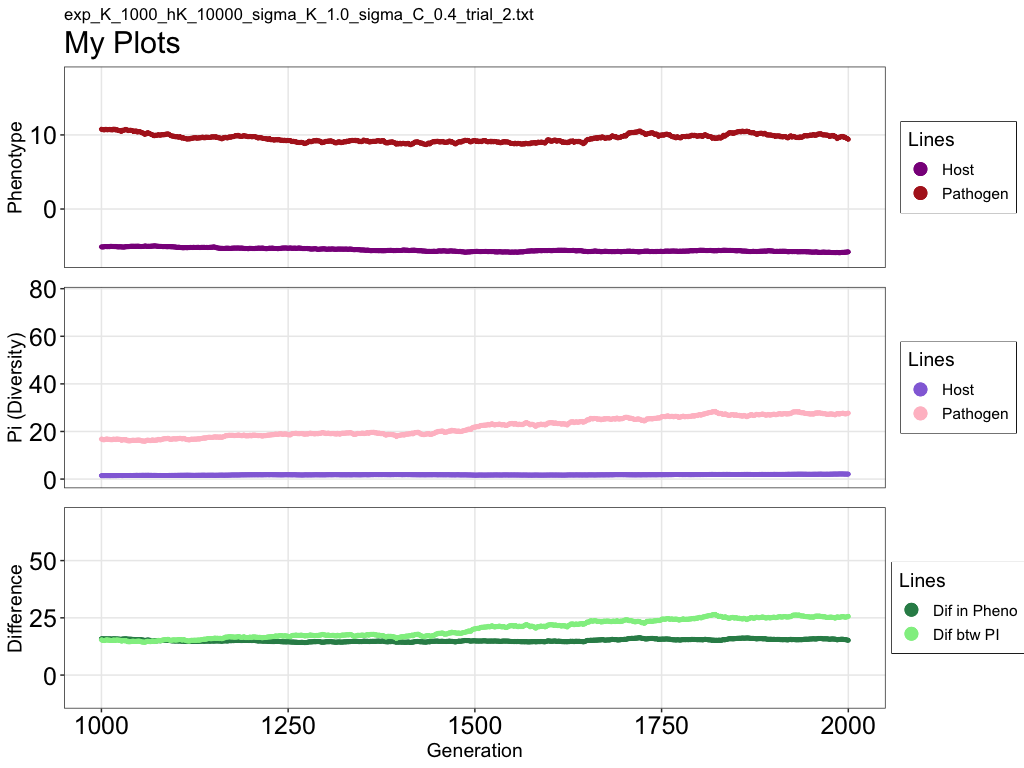 exp_K_1000_hK_10000_sigma_K_1.0_sigma_C_0.4_trial_2.txt
My Plots
Phenotype
10
0
Lines
Host
Pathogen
Pi (Diversity)
80
60
40
20
0
Lines
Host
Pathogen
Difference
50
25
0
Lines
Dif in Pheno
Dif btw PI
1000 1250 1500 1750 2000
Generation